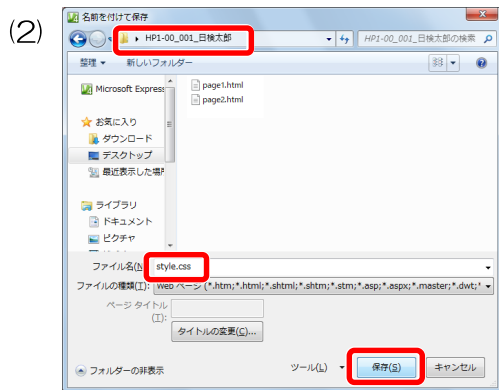 (2)
名前を付けて保存
HP1-00_001_日検太郎
HP1-00_001_日検太郎の検索
整理 新しいフォルダー
Microsoft Express
page1.html
page2.html
お気に入り
ダウンロード
デスクトップ
最近表示した場所
ライブラリ
ドキュメント
ピクチャ
ファイル名(N): style.css
ファイルの種類(T): Web ページ (*.htm;*.html;*.shtml;*.shtm;*.stm;*.asp;*.aspx;*.master;*.dwt;*
ページ タイトル
(T):
タイトルの変更(C)...
フォルダーの非表示
ツール(L) 保存(S) キャンセル